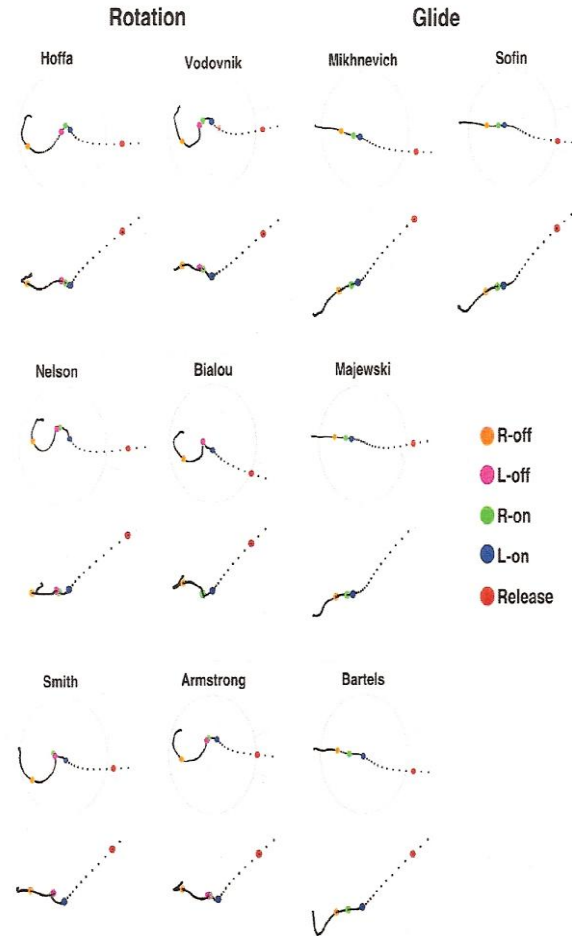 Rotation Glide
Hoffa Vodovnik Mikhnevich Sofin
Nelson Bialou Majewski
R-off
L-off
R-on
L-on
Release
Smith Armstrong Bartels